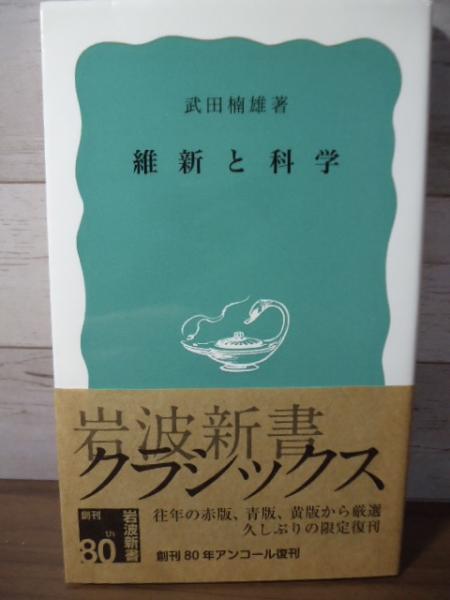 武田楠雄著
維新と科学
岩波新書
クラシックス
往年の赤版、青版、黄版から厳選
久しぶりの限定復刊
創刊
80th
岩波新書
創刊80年アンコール復刊